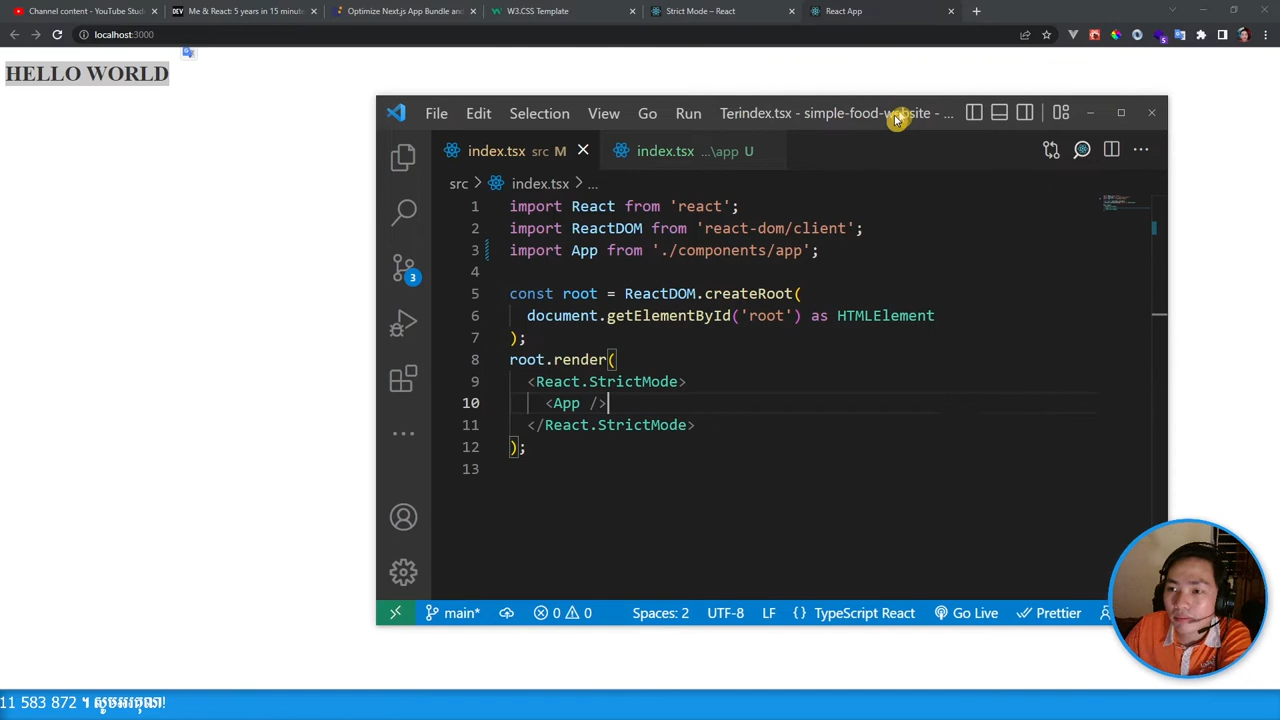 Channel content - YouTube Studi
Me & React: 5 years in 15 minute
Optimize Next.js App Bundle and
W3.CSS Template
Strict Mode – React
React App
localhost:3000
HELLO WORLD
File Edit Selection View Go Run Ter index.tsx - simple-food-website - ...
index.tsx src M
index.tsx ...\app U
src > index.tsx > ...
1 import React from 'react';
2 import ReactDOM from 'react-dom/client';
3 import App from './components/app';
4
5 const root = ReactDOM.createRoot(
6 document.getElementById('root') as HTMLElement
7 );
8 root.render(
9 <React.StrictMode>
10 <App />
11 </React.StrictMode>
12 );
13
3
main* 0 0 Spaces: 2 UTF-8 LF {} TypeScript React Go Live Prettier
11 583 872 ។ សូមអរគុណ!